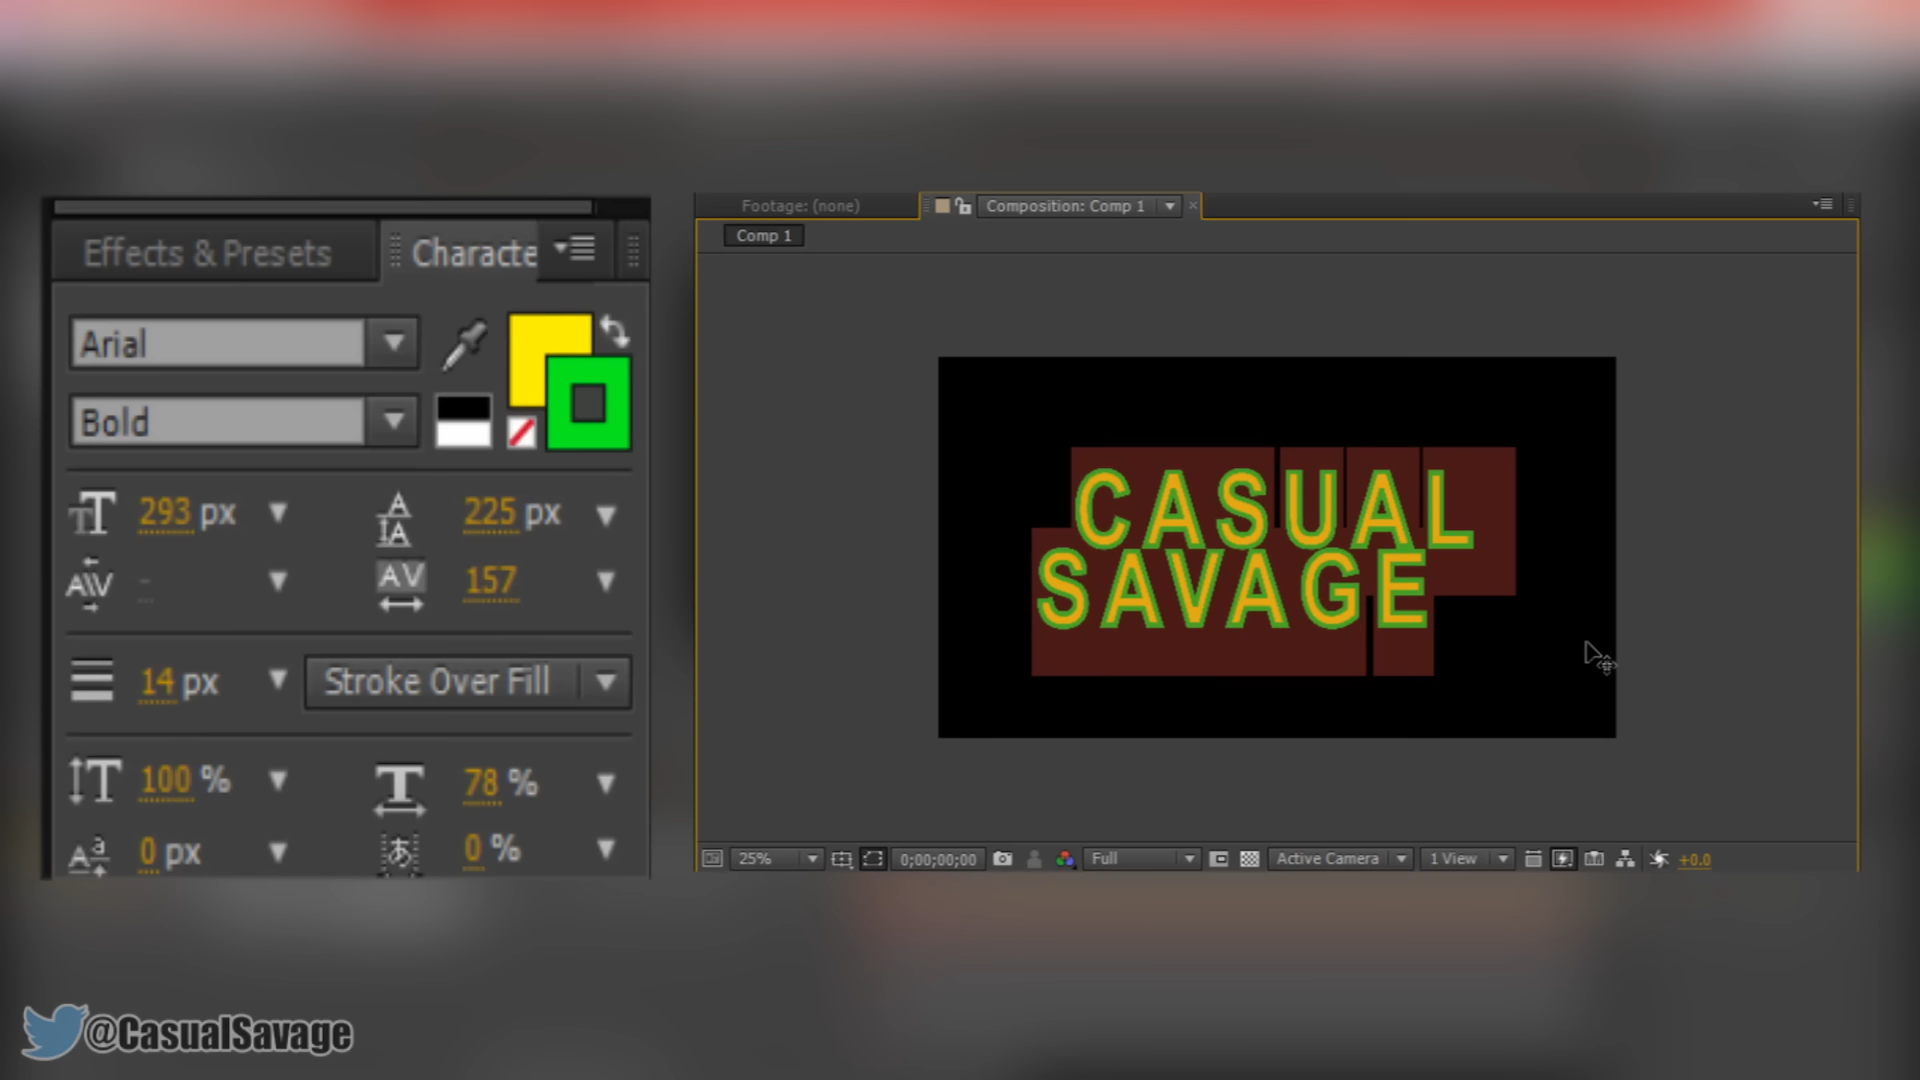 Effects & Presets
Characte
Arial
Bold
293 px
225 px
-
157
14 px
Stroke Over Fill
100 %
78 %
0 px
0 %
Footage: (none)
Composition: Comp 1
Comp 1
CASUAL
SAVAGE
25%
0;00;00;00
Full
Active Camera
1 View
+0.0
@CasualSavage